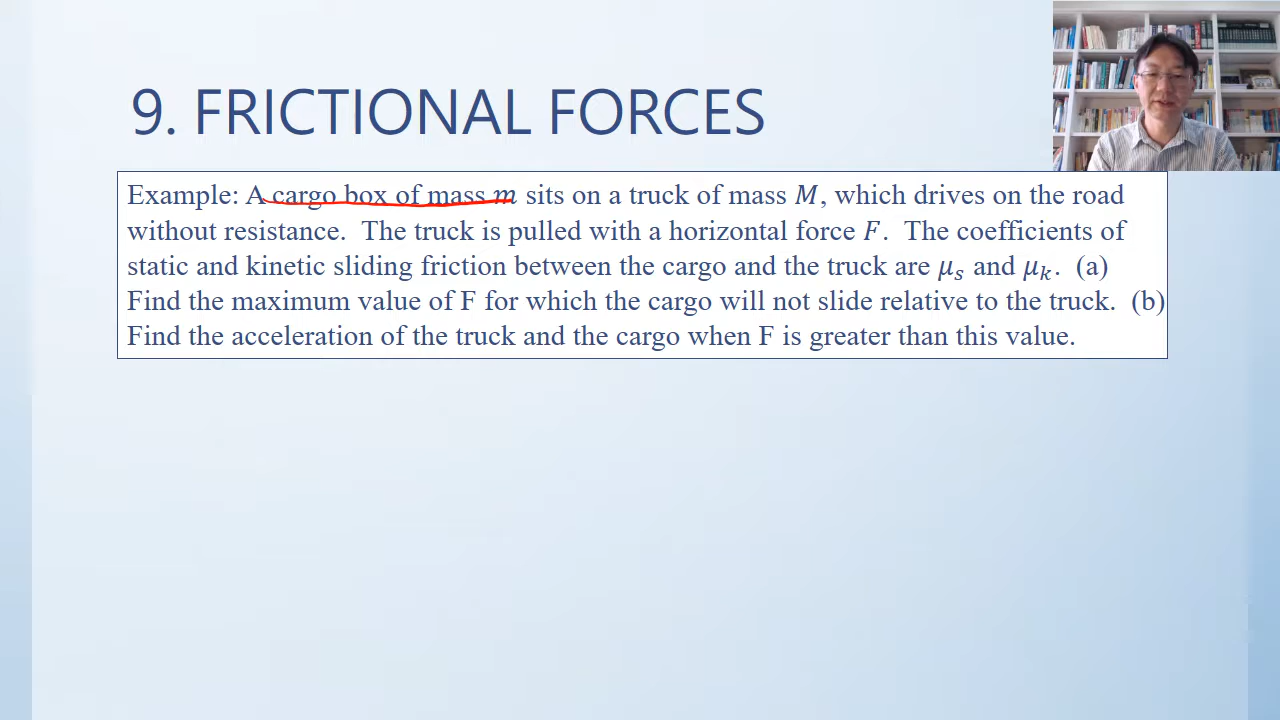 9. FRICTIONAL FORCES
Example: A cargo box of mass m sits on a truck of mass M, which drives on the road
without resistance. The truck is pulled with a horizontal force F. The coefficients of
static and kinetic sliding friction between the cargo and the truck are μₛ and μₖ. (a)
Find the maximum value of F for which the cargo will not slide relative to the truck. (b)
Find the acceleration of the truck and the cargo when F is greater than this value.